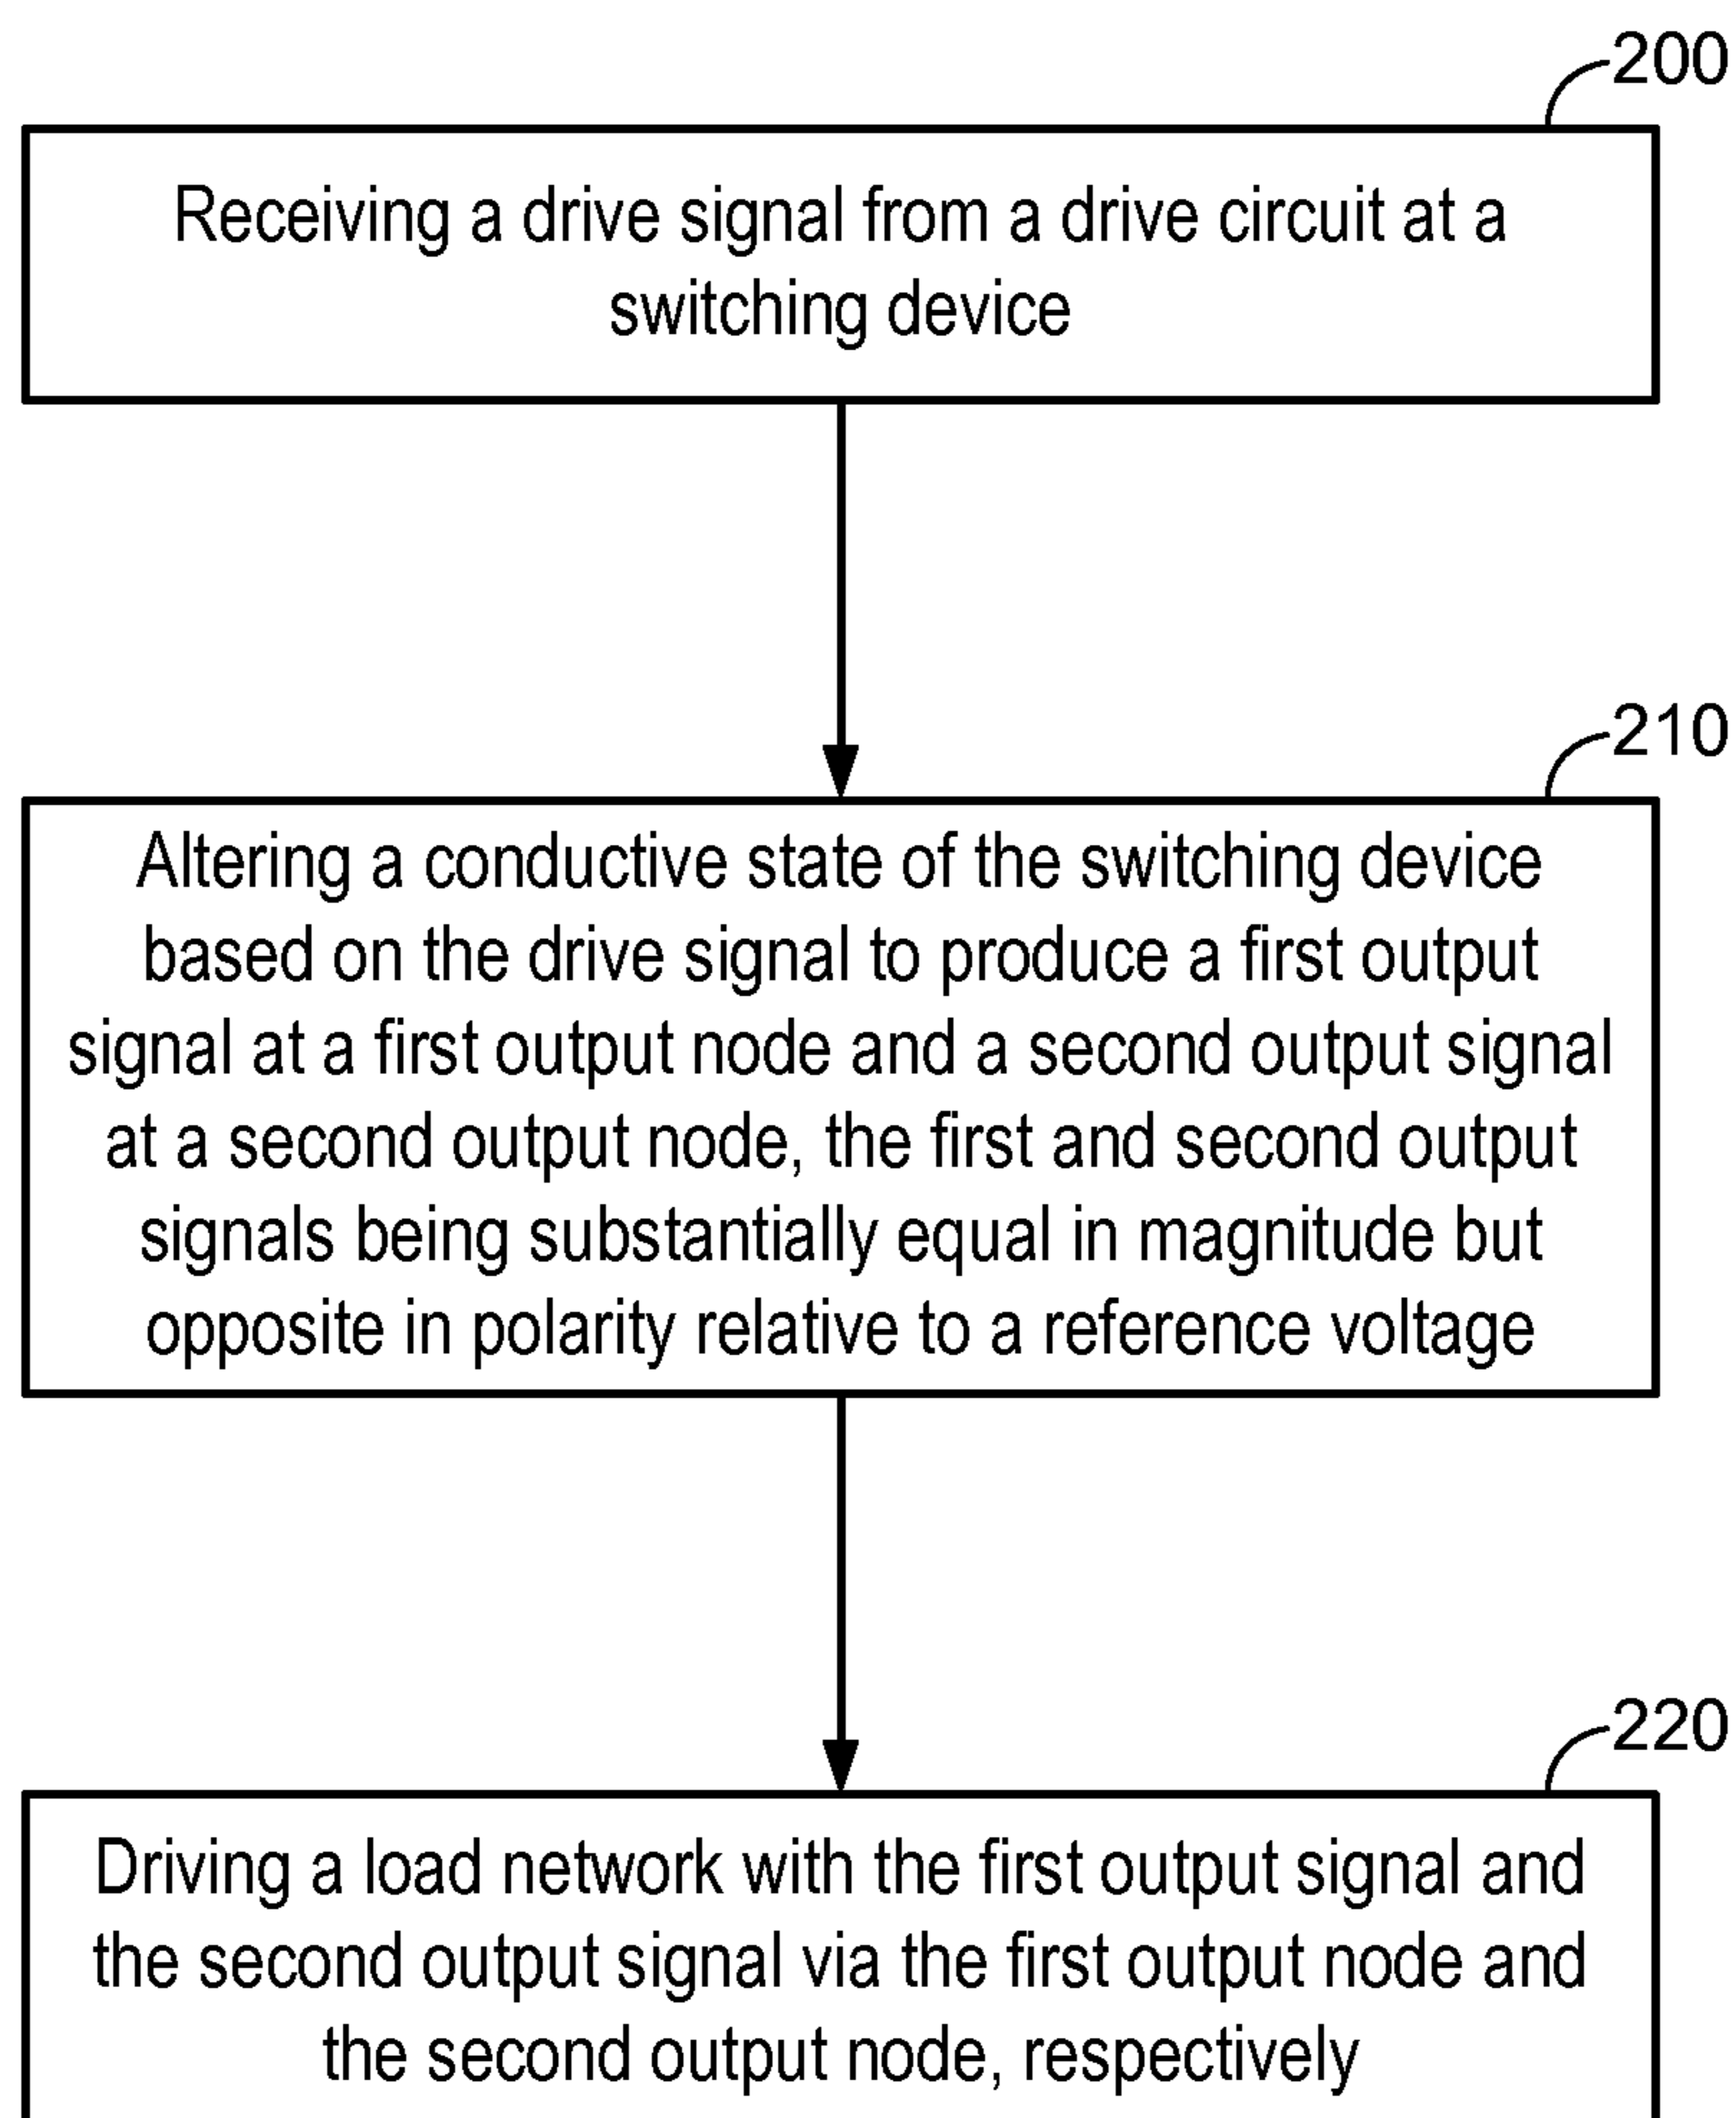 200
Receiving a drive signal from a drive circuit at a
switching device
210
Altering a conductive state of the switching device
based on the drive signal to produce a first output
signal at a first output node and a second output signal
at a second output node, the first and second output
signals being substantially equal in magnitude but
opposite in polarity relative to a reference voltage
220
Driving a load network with the first output signal and
the second output signal via the first output node and
the second output node, respectively